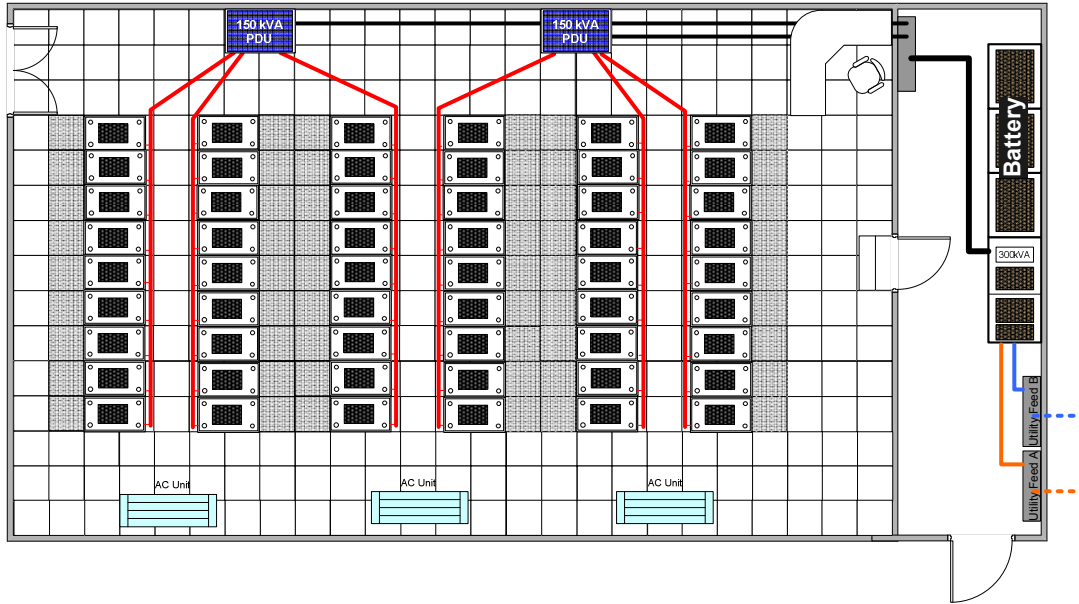 150 kVA
PDU
150 kVA
PDU
Battery
300kVA
Utility Feed B
Utility Feed A
AC Unit
AC Unit
AC Unit